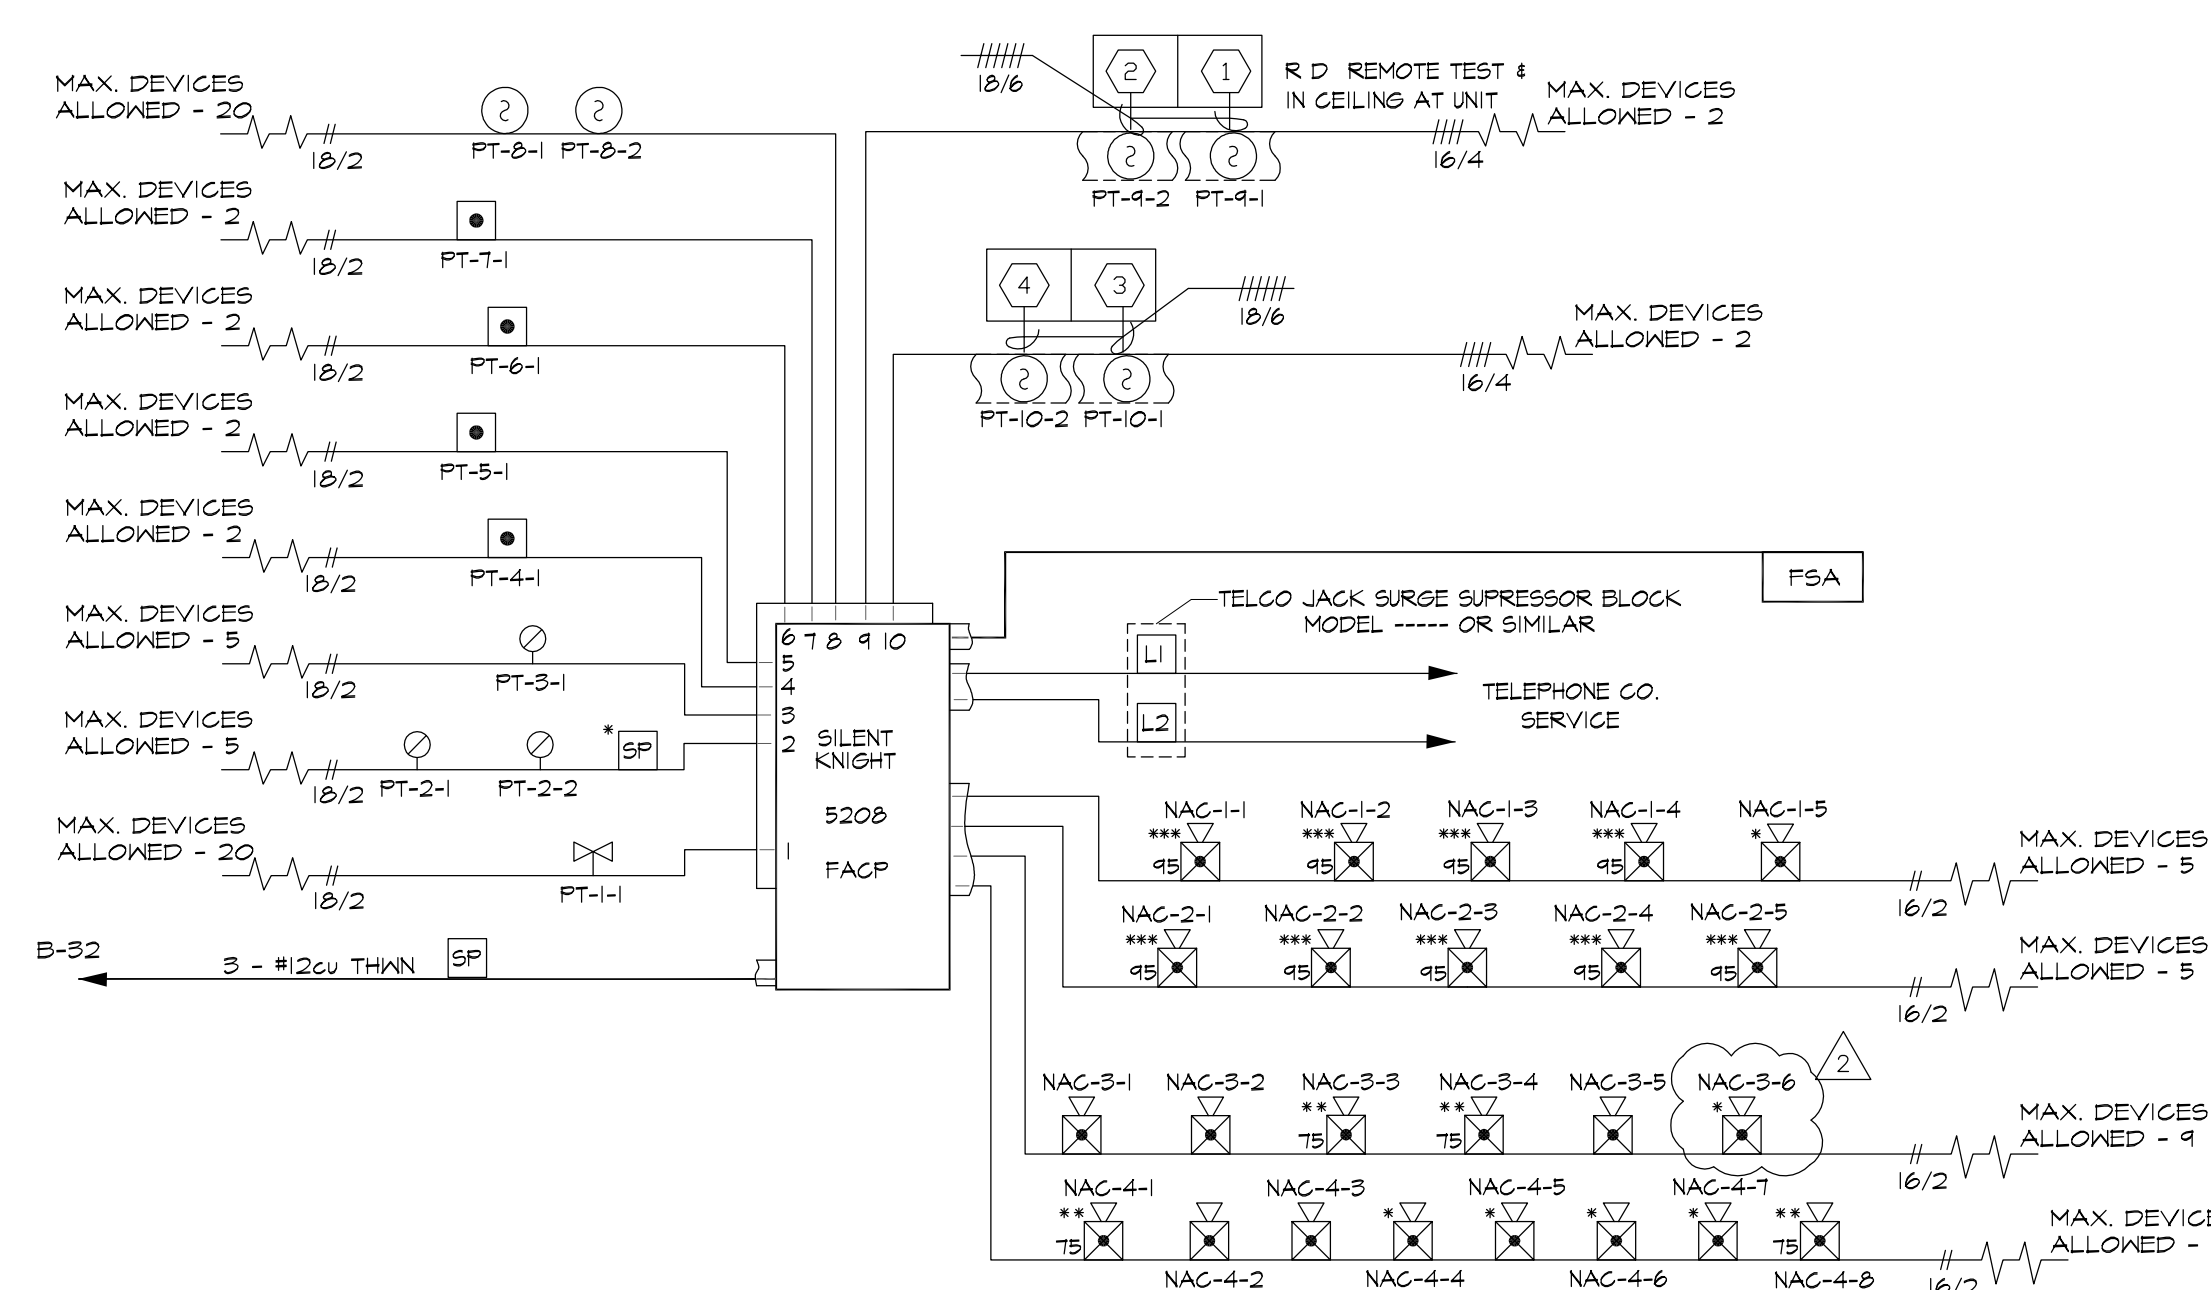 MAX. DEVICES
ALLOWED - 20
18/2
PT-8-1 PT-8-2
MAX. DEVICES
ALLOWED - 2
18/2
PT-7-1
MAX. DEVICES
ALLOWED - 2
18/2
PT-6-1
MAX. DEVICES
ALLOWED - 2
18/2
PT-5-1
MAX. DEVICES
ALLOWED - 2
18/2
PT-4-1
MAX. DEVICES
ALLOWED - 5
18/2
PT-3-1
MAX. DEVICES
ALLOWED - 5
* SP
18/2 PT-2-1 PT-2-2
MAX. DEVICES
ALLOWED - 20
18/2
PT-1-1
B-32
3 - #12cu THWN SP
18/6
2 1
R D REMOTE TEST &
IN CEILING AT UNIT
MAX. DEVICES
ALLOWED - 2
16/4
PT-9-2 PT-9-1
4 3
18/6
MAX. DEVICES
ALLOWED - 2
16/4
PT-10-2 PT-10-1
6 7 8 9 10
5
4
3
2
1
SILENT
KNIGHT
5208
FACP
FSA
TELCO JACK SURGE SUPRESSOR BLOCK
MODEL ----- OR SIMILAR
L1
L2
TELEPHONE CO.
SERVICE
NAC-1-1 NAC-1-2 NAC-1-3 NAC-1-4 NAC-1-5
*** *** *** *** *
95 95 95 95
MAX. DEVICES
ALLOWED - 5
16/2
NAC-2-1 NAC-2-2 NAC-2-3 NAC-2-4 NAC-2-5
*** *** *** *** ***
95 95 95 95 95
MAX. DEVICES
ALLOWED - 5
16/2
2
NAC-3-1 NAC-3-2 NAC-3-3 NAC-3-4 NAC-3-5 NAC-3-6
** ** *
75 75
MAX. DEVICES
ALLOWED - 9
16/2
NAC-4-1 NAC-4-3 NAC-4-5 NAC-4-7
** * * * * **
75 75
NAC-4-2 NAC-4-4 NAC-4-6 NAC-4-8
MAX. DEVICE
ALLOWED -
16/2